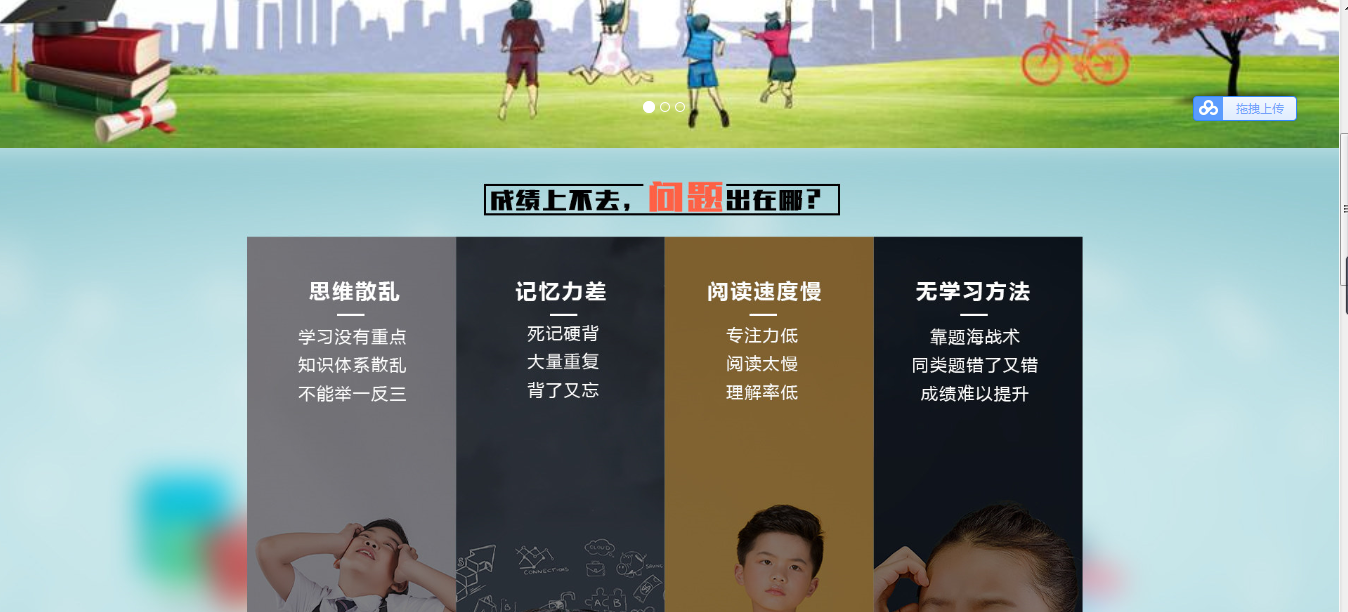 拖拽上传
成绩上不去，问题出在哪？
思维散乱
学习没有重点
知识体系散乱
不能举一反三
记忆力差
死记硬背
大量重复
背了又忘
阅读速度慢
专注力低
阅读太慢
理解率低
无学习方法
靠题海战术
同类题错了又错
成绩难以提升
CLOUD
CONNECTIONS
ABC